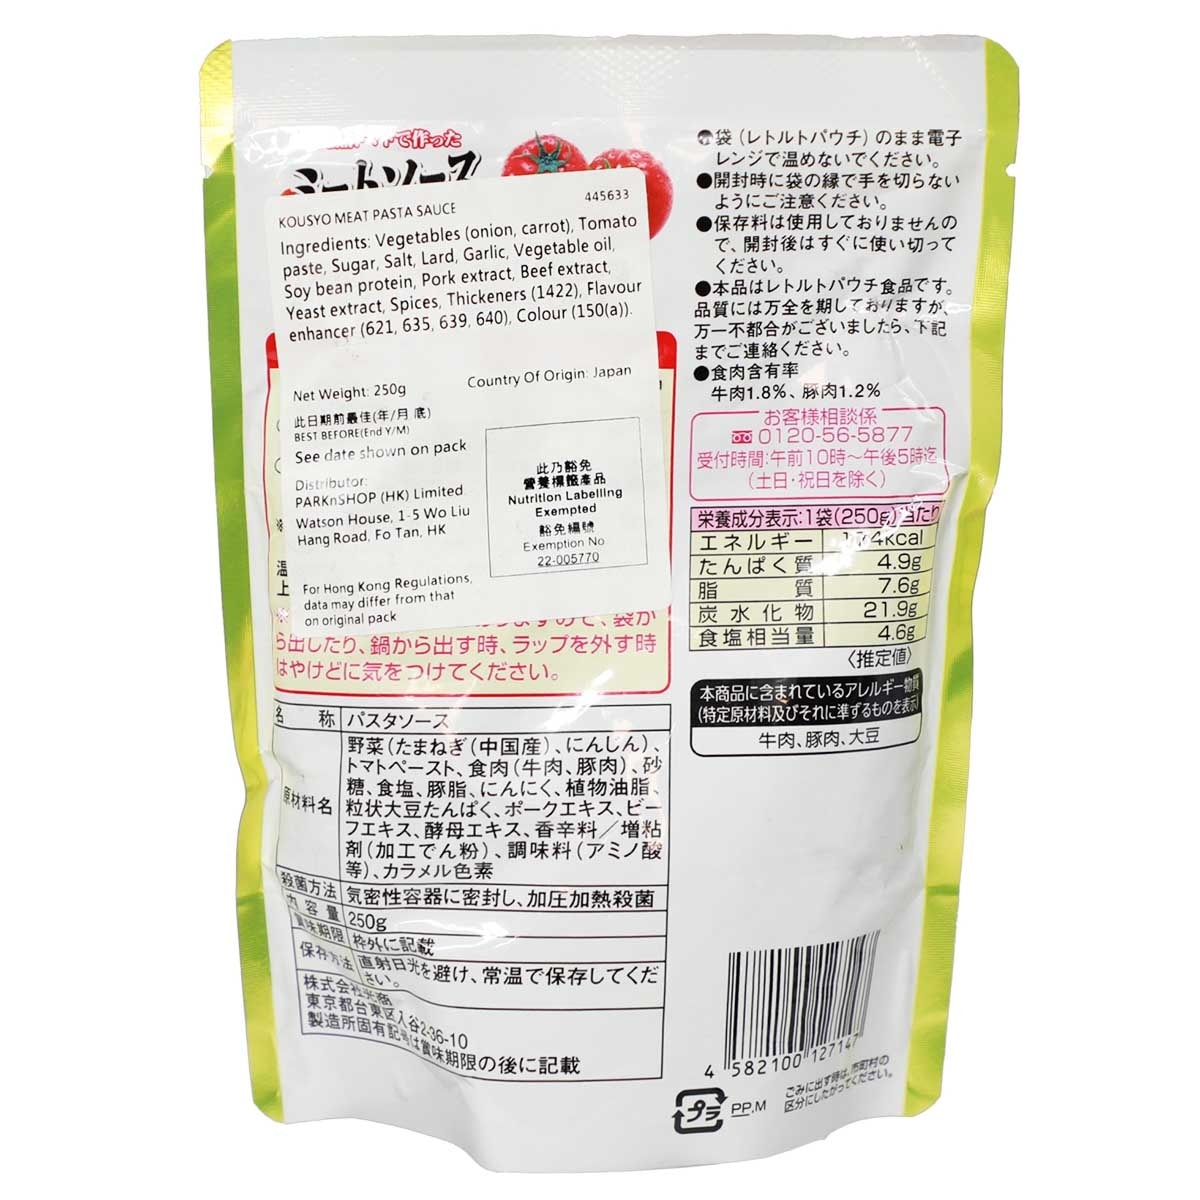 で作った
ミートソース
KOUSYO MEAT PASTA SAUCE
445633
Ingredients: Vegetables (onion, carrot), Tomato
paste, Sugar, Salt, Lard, Garlic, Vegetable oil,
Soy bean protein, Pork extract, Beef extract,
Yeast extract, Spices, Thickeners (1422), Flavour
enhancer (621, 635, 639, 640), Colour (150(a)).
Net Weight: 250g
Country Of Origin: Japan
此日期前最佳(年/月 底)
BEST BEFORE(End Y/M)
See date shown on pack
Distributor:
PARKnSHOP (HK) Limited.
Watson House, 1-5 Wo Liu
Hang Road, Fo Tan, HK
此乃豁免
營養標籤產品
Nutrition Labelling
Exempted
豁免編號
Exemption No
22-005770
For Hong Kong Regulations,
data may differer from that
on original pack
温
上
ますので、袋か
ら出したり、鍋から出す時、ラップを外す時
はやけどに気をつけてください。
名 称 パスタソース
原材料名 野菜(たまねぎ(中国産)、にんじん)、
トマトペースト、食肉(牛肉、豚肉)、砂
糖、食塩、豚脂、にんにく、植物油脂、
粒状大豆たんぱく、ポークエキス、ビー
フエキス、酵母エキス、香辛料/増粘
剤(加工でん粉)、調味料(アミノ酸
等)、カラメル色素
殺菌方法 気密性容器に密封し、加圧加熱殺菌
内容量 250g
賞味期限 枠外に記載
保存方法 直射日光を避け、常温で保存してくだ
さい。
株式会社光商
東京都台東区入谷2-36-10
製造所固有記号は賞味期限の後に記載
●袋(レトルトパウチ)のまま電子
レンジで温めないでください。
●開封時に袋の縁で手を切らない
ようにご注意ください。
●保存料は使用しておりませんの
で、開封後はすぐに使い切って
ください。
●本品はレトルトパウチ食品です。
品質には万全を期しておりますが、
万一不都合がございましたら、下記
までご連絡ください。
●食肉含有率
牛肉1.8%、豚肉1.2%
お客様相談係
0120-56-5877
受付時間:午前10時～午後5時迄
(土日・祝日を除く)
栄養成分表示:1袋(250g)当たり
エネルギー 174kcal
たんぱく質 4.9g
脂質 7.6g
炭水化物 21.9g
食塩相当量 4.6g
〈推定値〉
本商品に含まれているアレルギー物質
(特定原材料及びそれに準ずるものを表示)
牛肉、豚肉、大豆
4 582100 127147
プラ PP.M
ごみに出す時は、市町村の
区分にしたがってください。